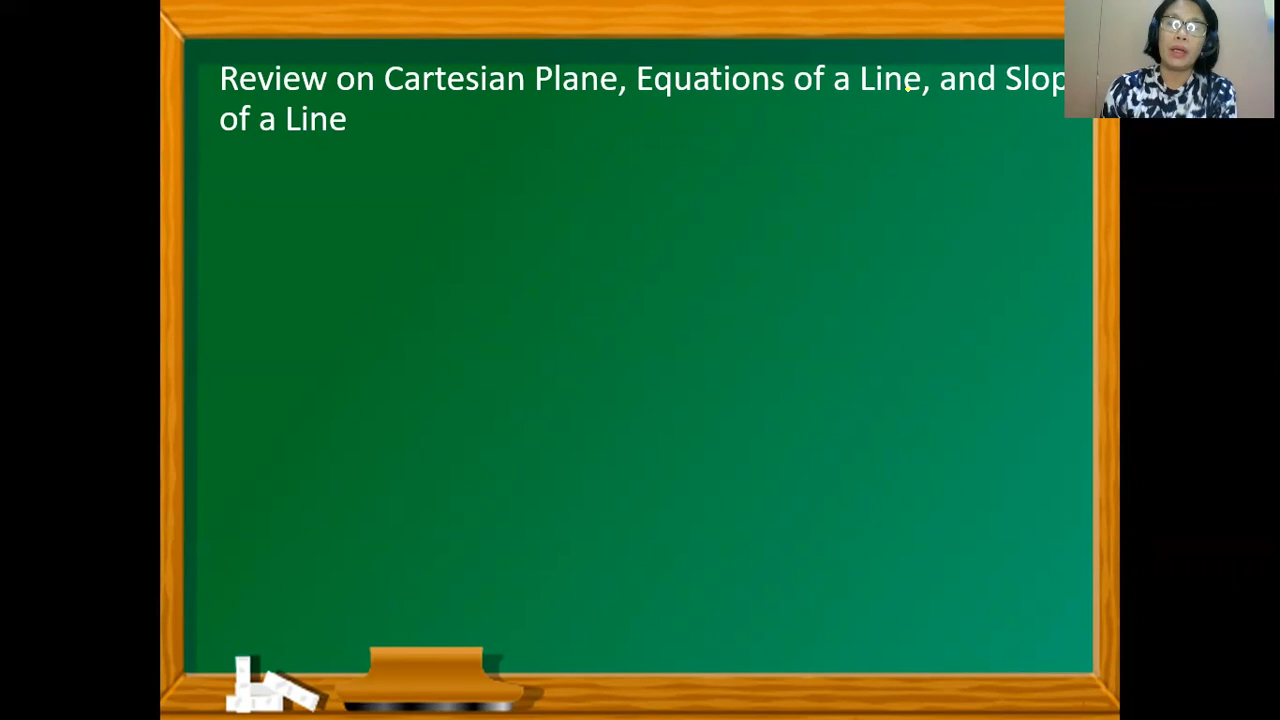 Review on Cartesian Plane, Equations of a Line, and Slop
of a Line